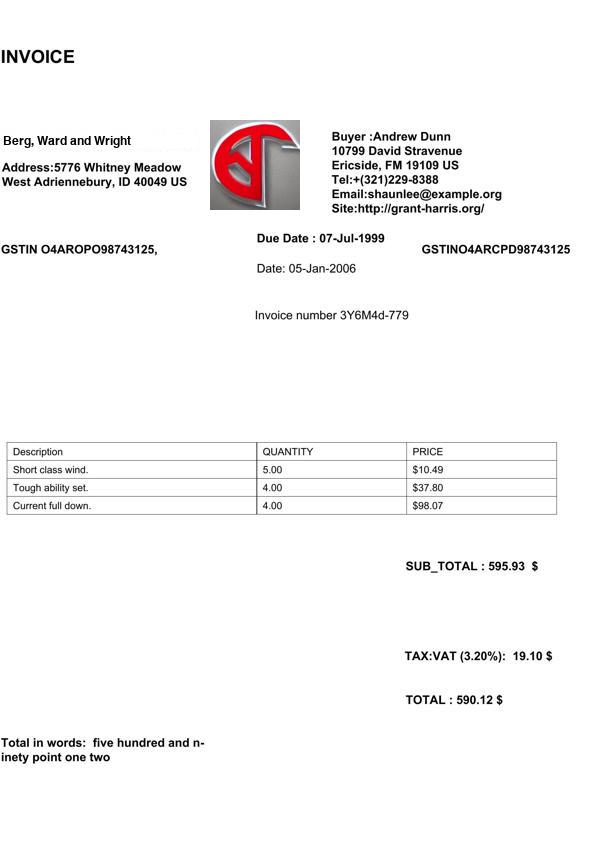 INVOICE
Berg, Ward and Wright
Address:5776 Whitney Meadow
West Adriennebury, ID 40049 US
Buyer :Andrew Dunn
10799 David Stravenue
Ericside, FM 19109 US
Tel:+(321)229-8388
Email:shaunlee@example.org
Site:http://grant-harris.org/
GSTIN O4AROPO98743125,
Due Date : 07-Jul-1999
GSTINO4ARCPD98743125
Date: 05-Jan-2006
Invoice number 3Y6M4d-779
Description QUANTITY PRICE
Short class wind. 5.00 $10.49
Tough ability set. 4.00 $37.80
Current full down. 4.00 $98.07
SUB_TOTAL : 595.93 $
TAX:VAT (3.20%): 19.10 $
TOTAL : 590.12 $
Total in words: five hundred and n-
inety point one two